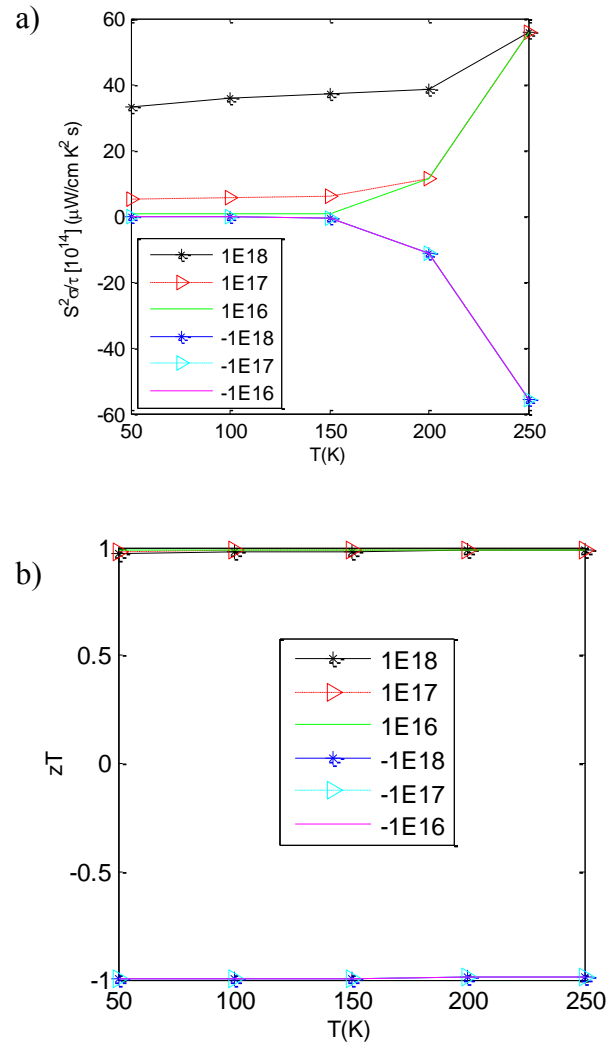 a)
60
40
20
0
-20
-40
-60
S²σ/τ [10¹⁴] (μW/cm K² s)
1E18
1E17
1E16
-1E18
-1E17
-1E16
50 100 150 200 250
T(K)
b)
1
0.5
0
-0.5
-1
zT
1E18
1E17
1E16
-1E18
-1E17
-1E16
50 100 150 200 250
T(K)